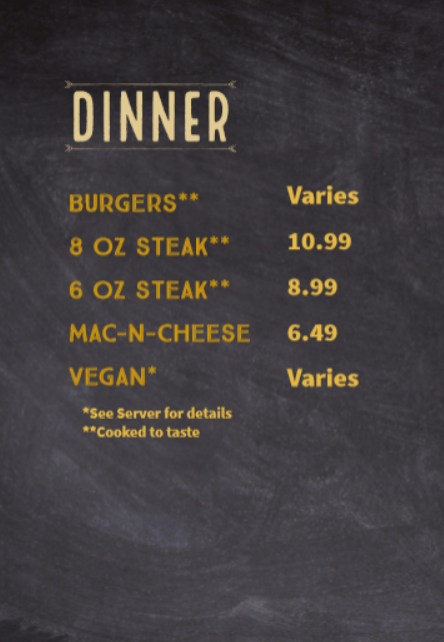 DINNER
BURGERS** Varies
8 OZ STEAK** 10.99
6 OZ STEAK** 8.99
MAC-N-CHEESE 6.49
VEGAN* Varies
*See Server for details
**Cooked to taste